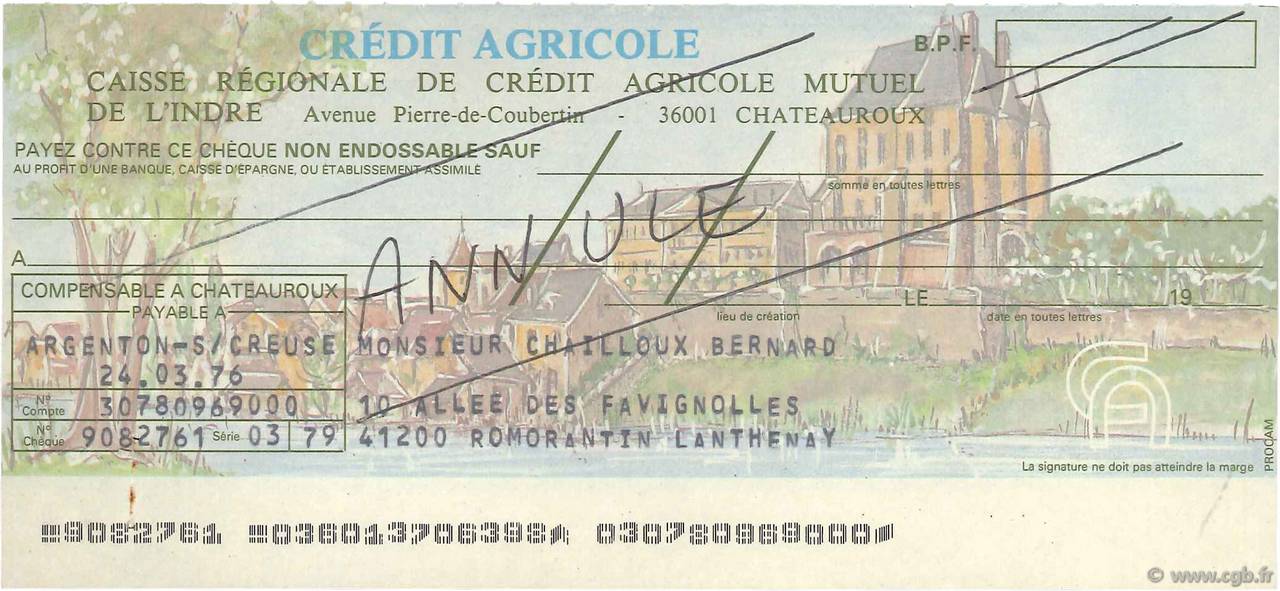 CRÉDIT AGRICOLE B.P.F.
CAISSE RÉGIONALE DE CRÉDIT AGRICOLE MUTUEL
DE L'INDRE Avenue Pierre-de-Coubertin - 36001 CHATEAUROUX
PAYEZ CONTRE CE CHÈQUE NON ENDOSSABLE SAUF
AU PROFIT D'UNE BANQUE, CAISSE D'ÉPARGNE, OU ÉTABLISSEMENT ASSIMILÉ
somme en toutes lettres
ANNULE
A
COMPENSABLE A CHATEAUROUX LE 19
PAYABLE A lieu de création date en toutes lettres
ARGENTON-S/CREUSE MONSIEUR CHAILLOUX BERNARD
24.03.76
N° Compte 30780969000 10 ALLEE DES FAVIGNOLLES
N° Chèque 9082761 Série 03 79 41200 ROMORANTIN LANTHENAY
La signature ne doit pas atteindre la marge
PROCAM
9082761 036013706398 030780969000
© www.cgb.fr